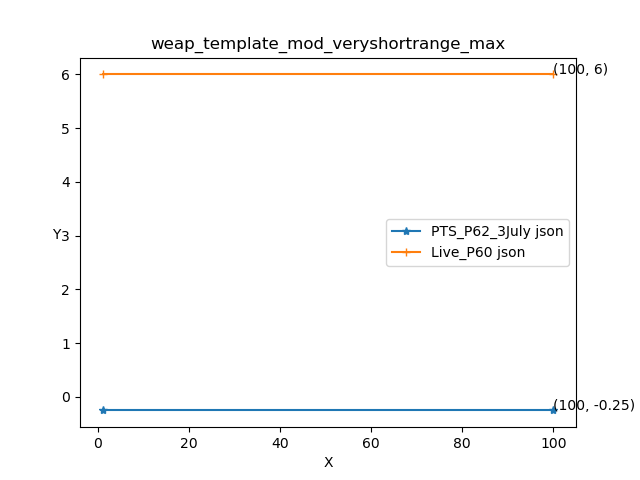 weap_template_mod_veryshortrange_max
6
(100, 6)
5
4
Y
3
PTS_P62_3July json
Live_P60 json
2
1
0
(100, -0.25)
0 20 40 60 80 100
X